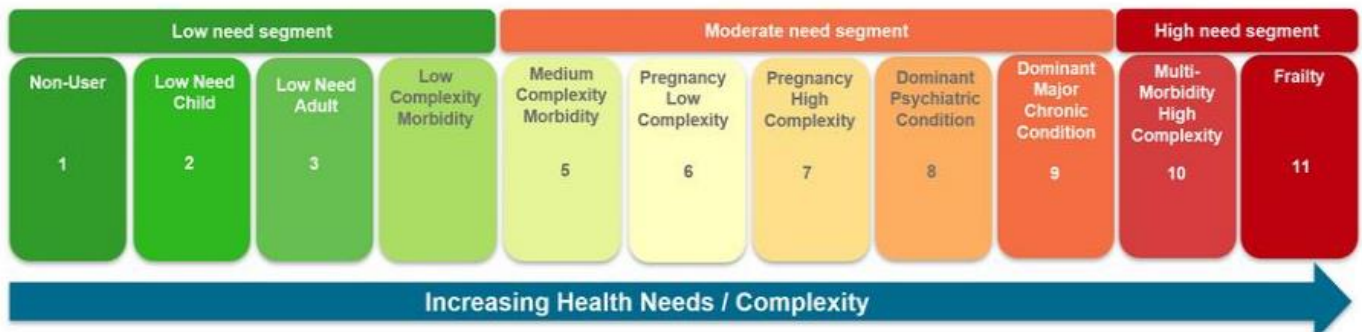 Low need segment
Moderate need segment
High need segment
Non-User
1
Low Need
Child
2
Low Need
Adult
3
Low
Complexity
Morbidity
Medium
Complexity
Morbidity
5
Pregnancy
Low
Complexity
6
Pregnancy
High
Complexity
7
Dominant
Psychiatric
Condition
8
Dominant
Major
Chronic
Condition
9
Multi-
Morbidity
High
Complexity
10
Frailty
11
Increasing Health Needs / Complexity